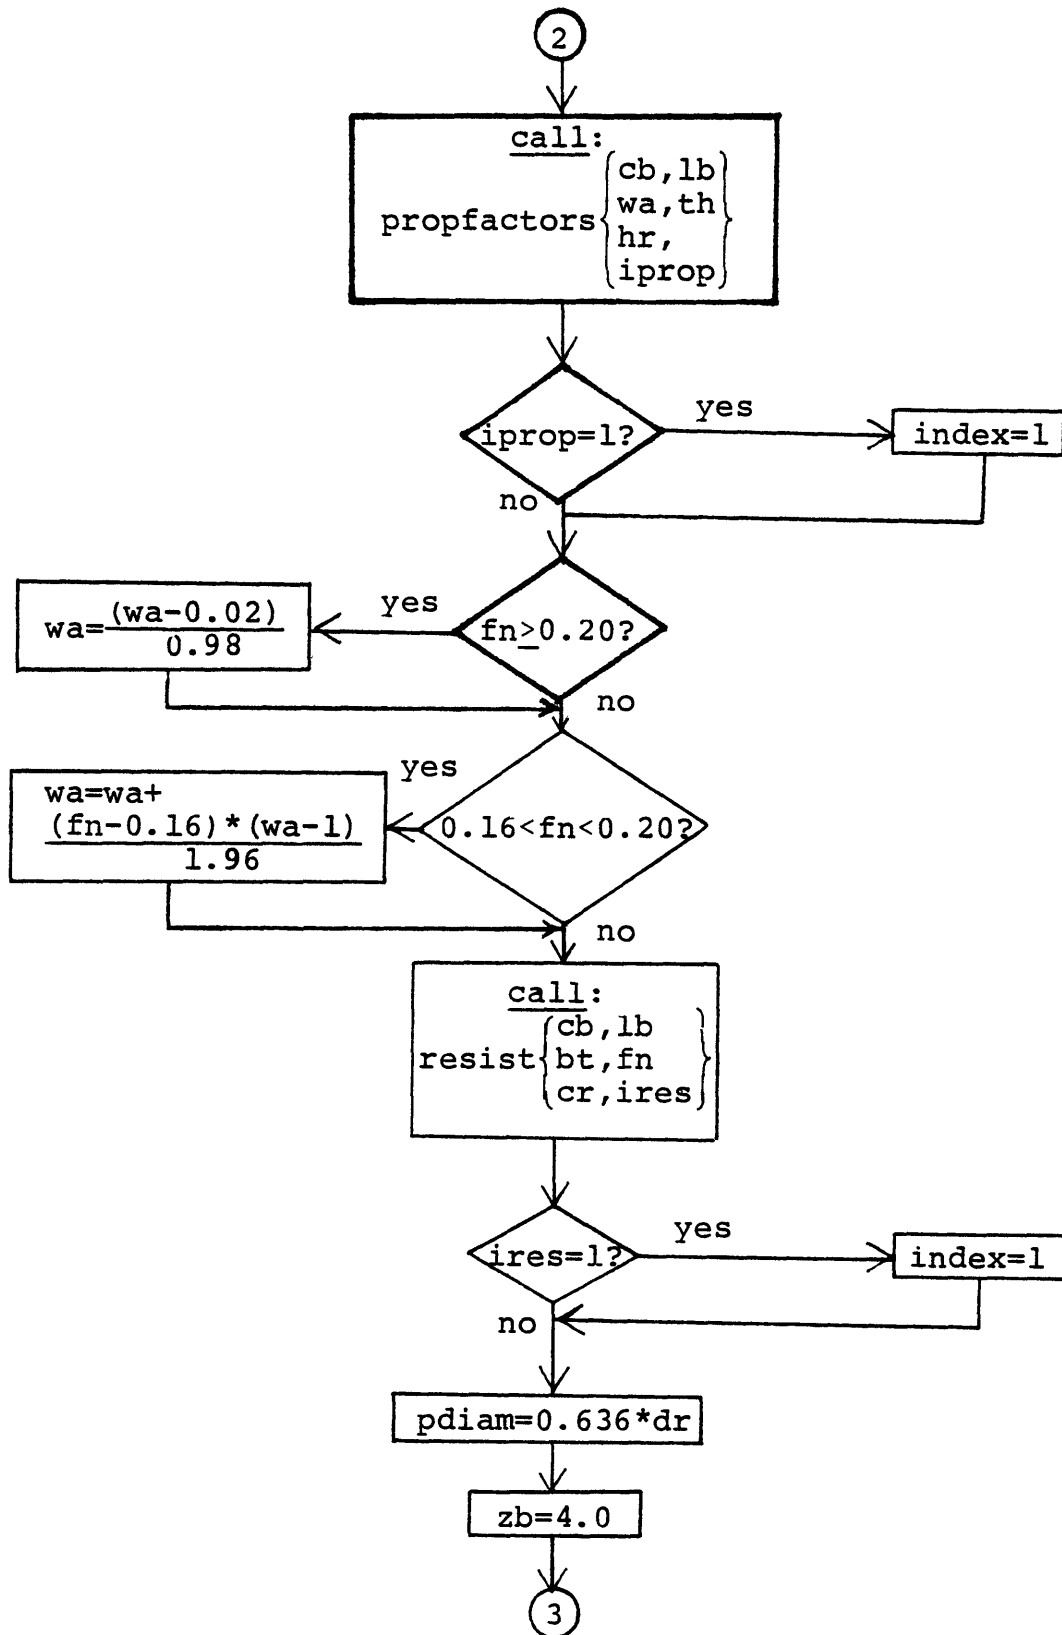 2
call:
cb,lb
propfactors wa,th
hr,
iprop
iprop=1?
yes
index=1
no
fn≥0.20?
yes
wa=(wa-0.02)
0.98
no
0.16<fn<0.20?
yes
wa=wa+
(fn-0.16)*(wa-1)
1.96
no
call:
cb,lb
resist bt,fn
cr,ires
ires=1?
yes
index=1
no
pdiam=0.636*dr
zb=4.0
3